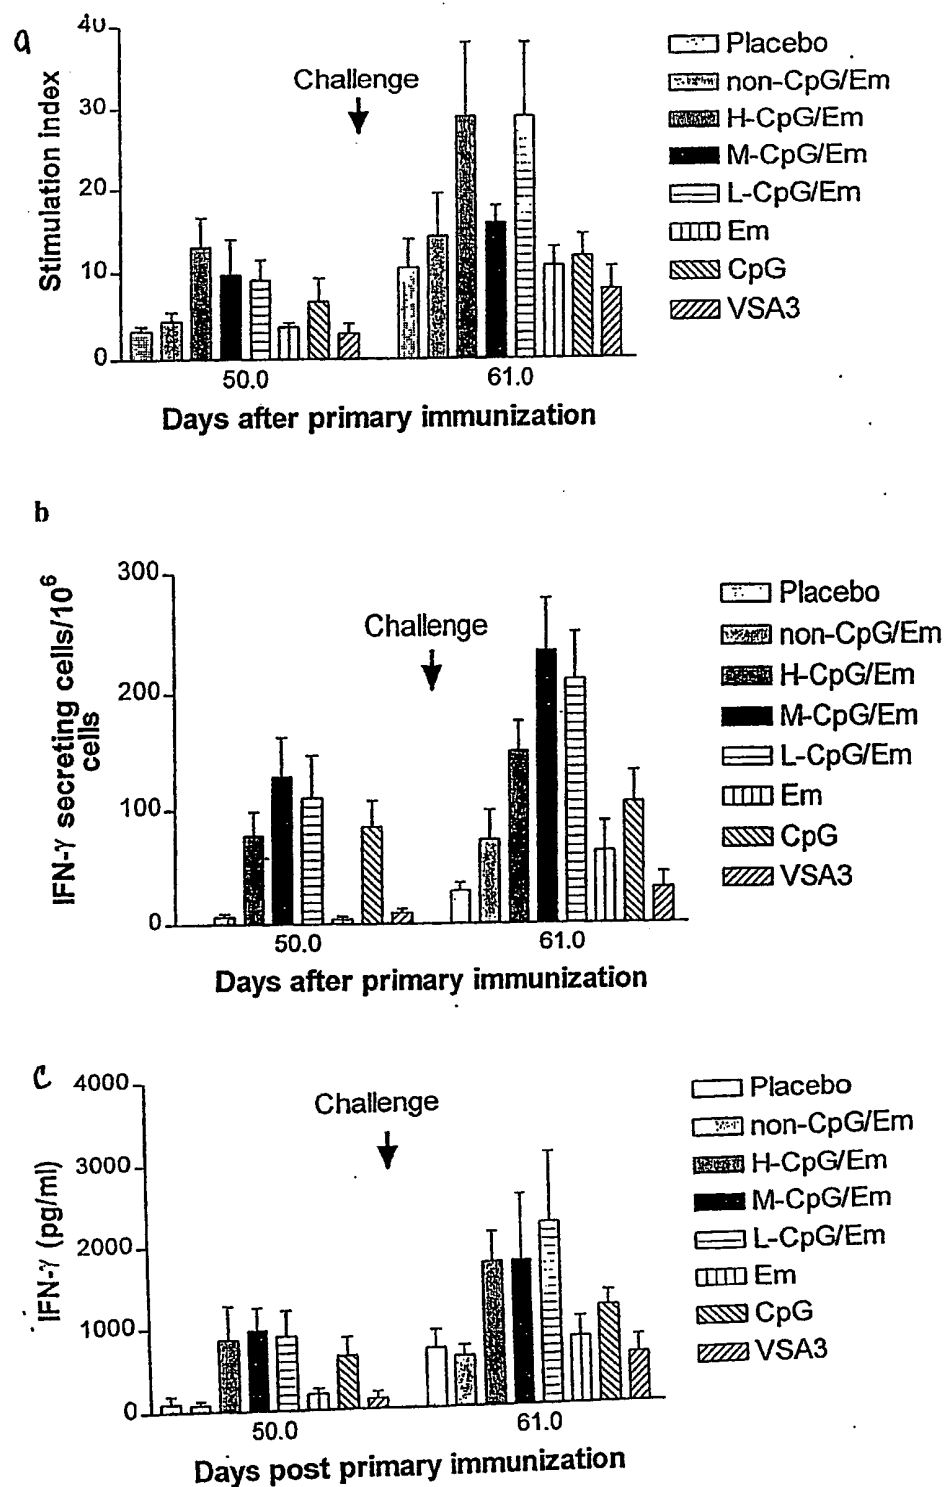 a
40
30
20
10
0
Stimulation index
Challenge
50.0
61.0
Days after primary immunization
Placebo
non-CpG/Em
H-CpG/Em
M-CpG/Em
L-CpG/Em
Em
CpG
VSA3
b
300
200
100
0
IFN-γ secreting cells/10⁶
cells
Challenge
50.0
61.0
Days after primary immunization
Placebo
non-CpG/Em
H-CpG/Em
M-CpG/Em
L-CpG/Em
Em
CpG
VSA3
c
4000
3000
2000
1000
0
IFN-γ (pg/ml)
Challenge
50.0
61.0
Days post primary immunization
Placebo
non-CpG/Em
H-CpG/Em
M-CpG/Em
L-CpG/Em
Em
CpG
VSA3